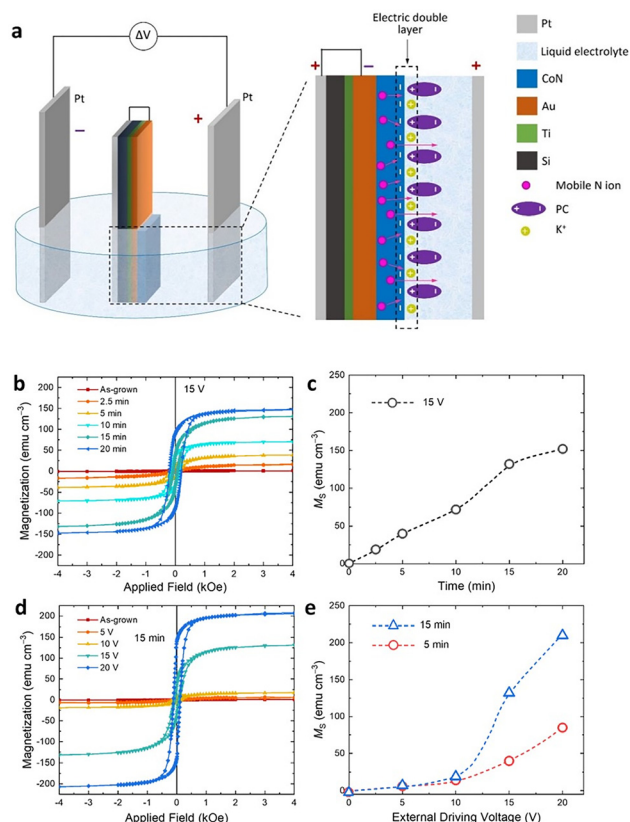 a
ΔV
Pt
−
+
Pt
Electric double
layer
+
−
+
Pt
Liquid electrolyte
CoN
Au
Ti
Si
Mobile N ion
PC
K⁺
b
As-grown
2.5 min
5 min
10 min
15 min
20 min
15 V
Magnetization (emu cm⁻³)
200
150
100
50
0
-50
-100
-150
-200
-4 -3 -2 -1 0 1 2 3 4
Applied Field (kOe)
c
15 V
Mₛ (emu cm⁻³)
250
200
150
100
50
0
0 5 10 15 20
Time (min)
d
As-grown
5 V
10 V
15 V
20 V
15 min
Magnetization (emu cm⁻³)
200
150
100
50
0
-50
-100
-150
-200
-4 -3 -2 -1 0 1 2 3 4
Applied Field (kOe)
e
15 min
5 min
Mₛ (emu cm⁻³)
250
200
150
100
50
0
0 5 10 15 20
External Driving Voltage (V)